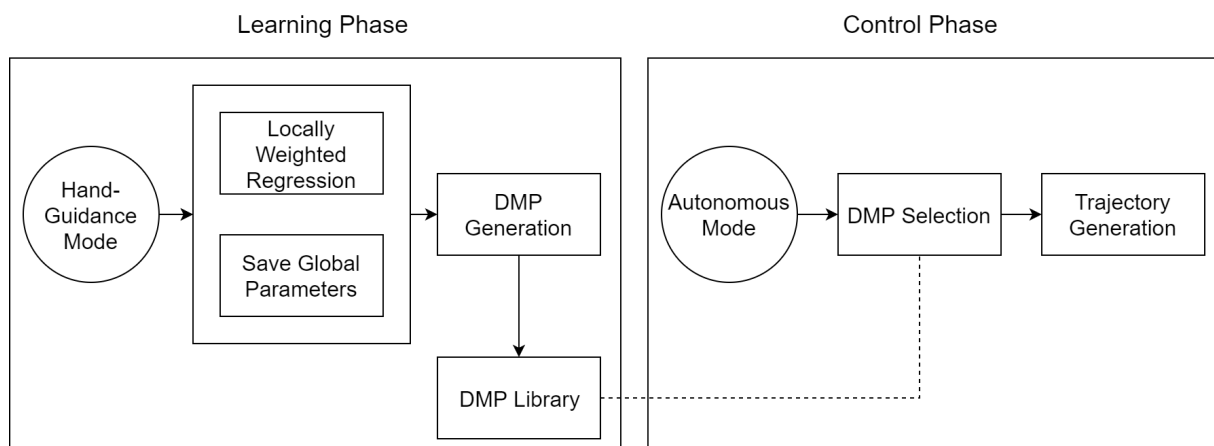 Learning Phase
Control Phase
Hand-
Guidance
Mode
Locally
Weighted
Regression
Save Global
Parameters
DMP
Generation
DMP Library
Autonomous
Mode
DMP Selection
Trajectory
Generation